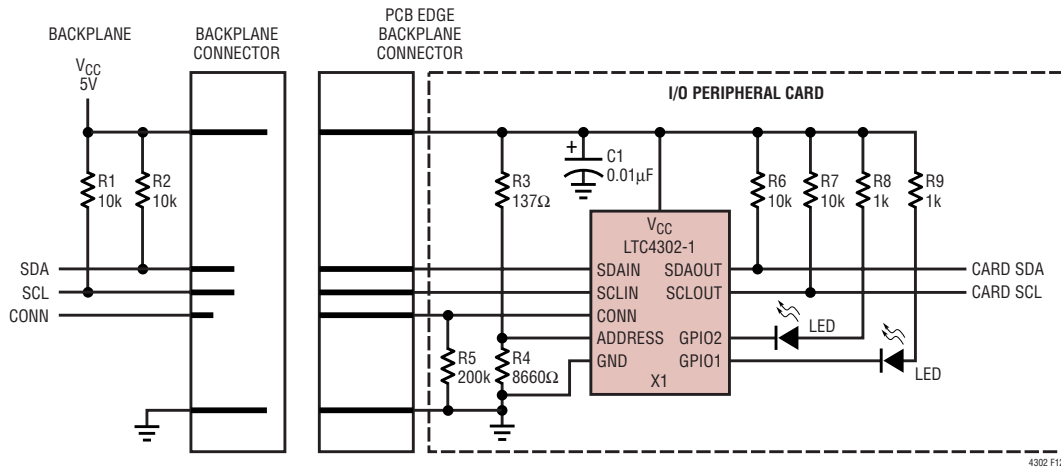 BACKPLANE
BACKPLANE
CONNECTOR
PCB EDGE
BACKPLANE
CONNECTOR
VCC
5V
I/O PERIPHERAL CARD
R1
10k
R2
10k
R3
137Ω
+
C1
0.01µF
R6
10k
R7
10k
R8
1k
R9
1k
VCC
LTC4302-1
SDA
SCL
CONN
SDAIN
SDAOUT
SCLIN
SCLOUT
CONN
ADDRESS
GPIO2
GND
GPIO1
X1
CARD SDA
CARD SCL
LED
LED
R5
200k
R4
8660Ω
4302 F12